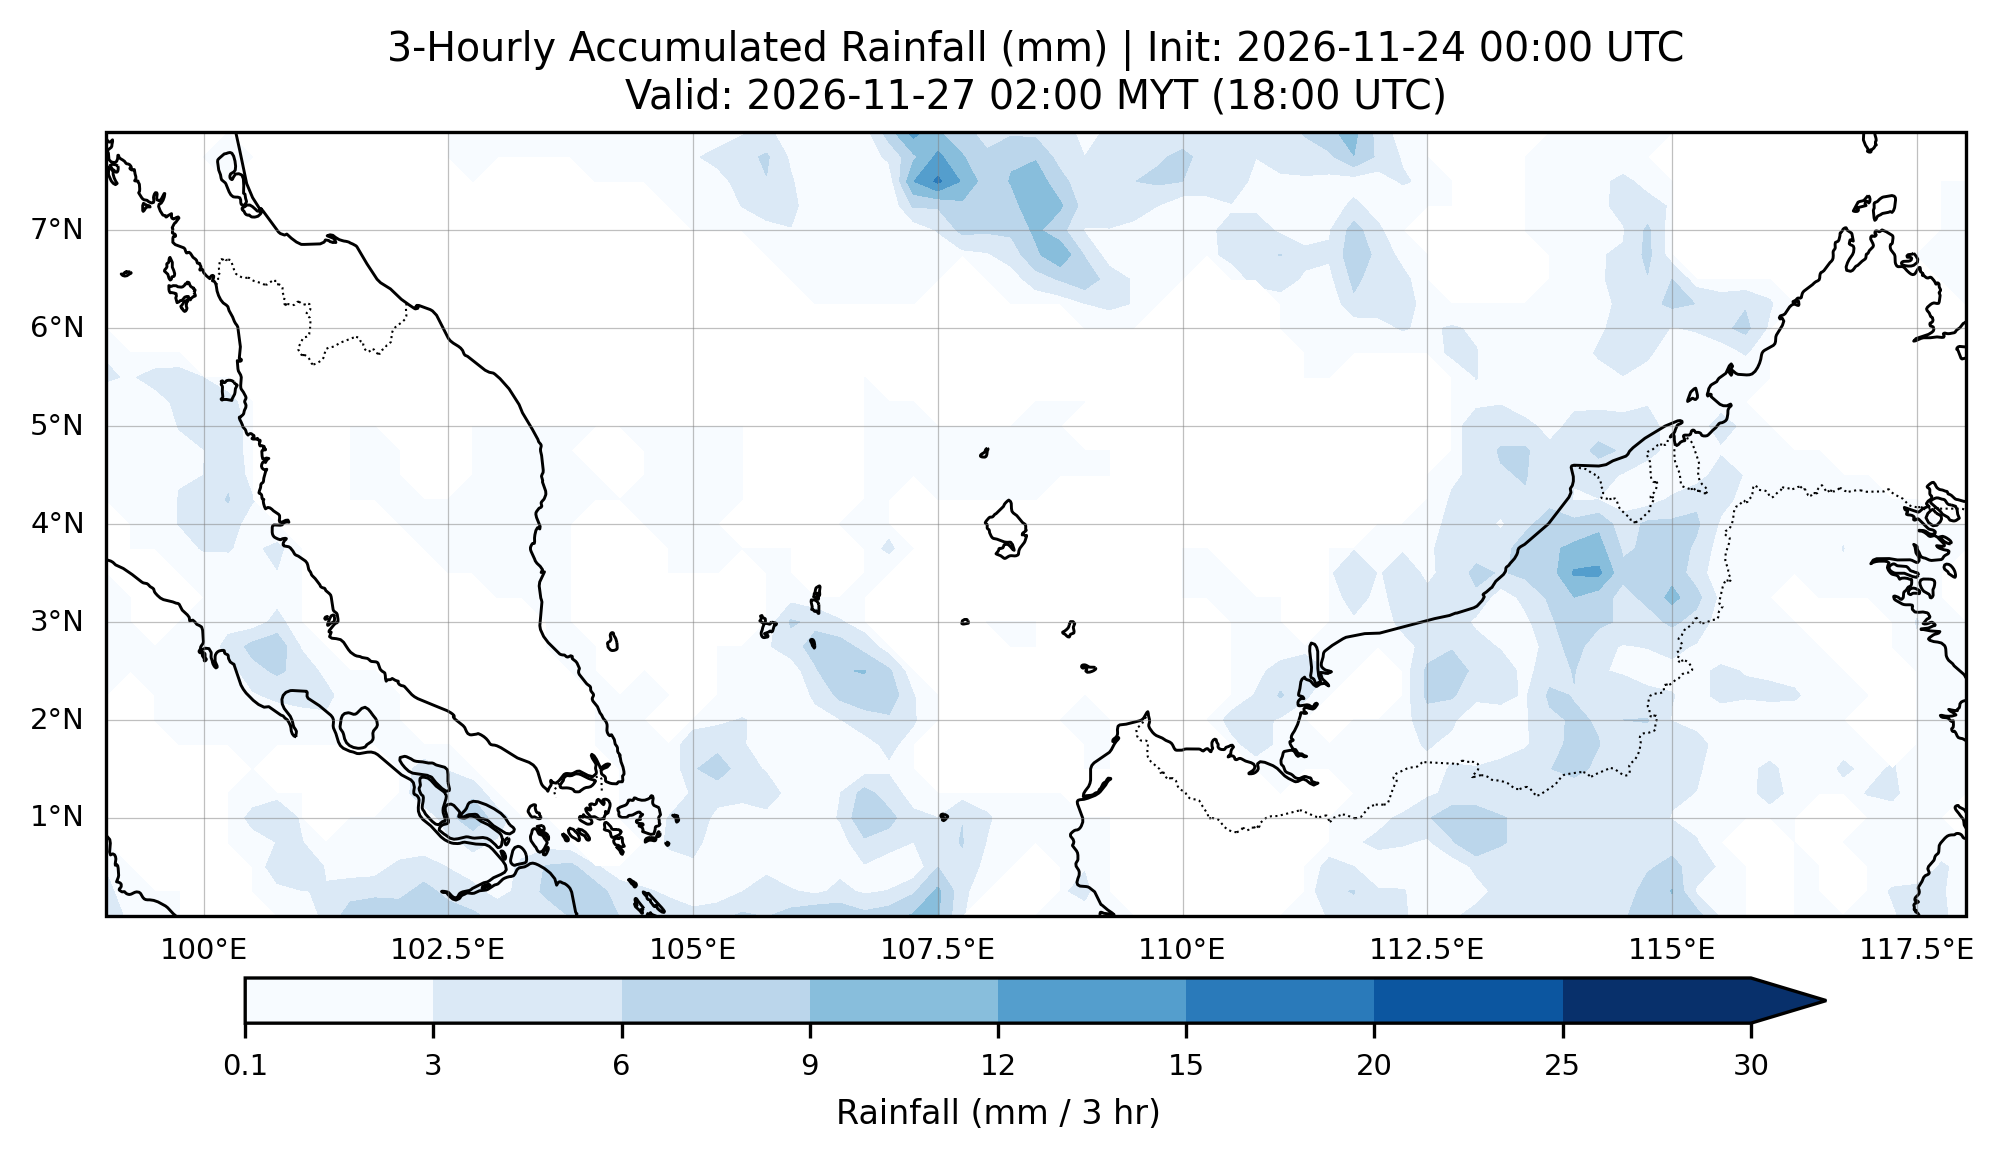 3-Hourly Accumulated Rainfall (mm) | Init: 2026-11-24 00:00 UTC
Valid: 2026-11-27 02:00 MYT (18:00 UTC)
7°N
6°N
5°N
4°N
3°N
2°N
1°N
100°E 102.5°E 105°E 107.5°E 110°E 112.5°E 115°E 117.5°E
0.1 3 6 9 12 15 20 25 30
Rainfall (mm / 3 hr)